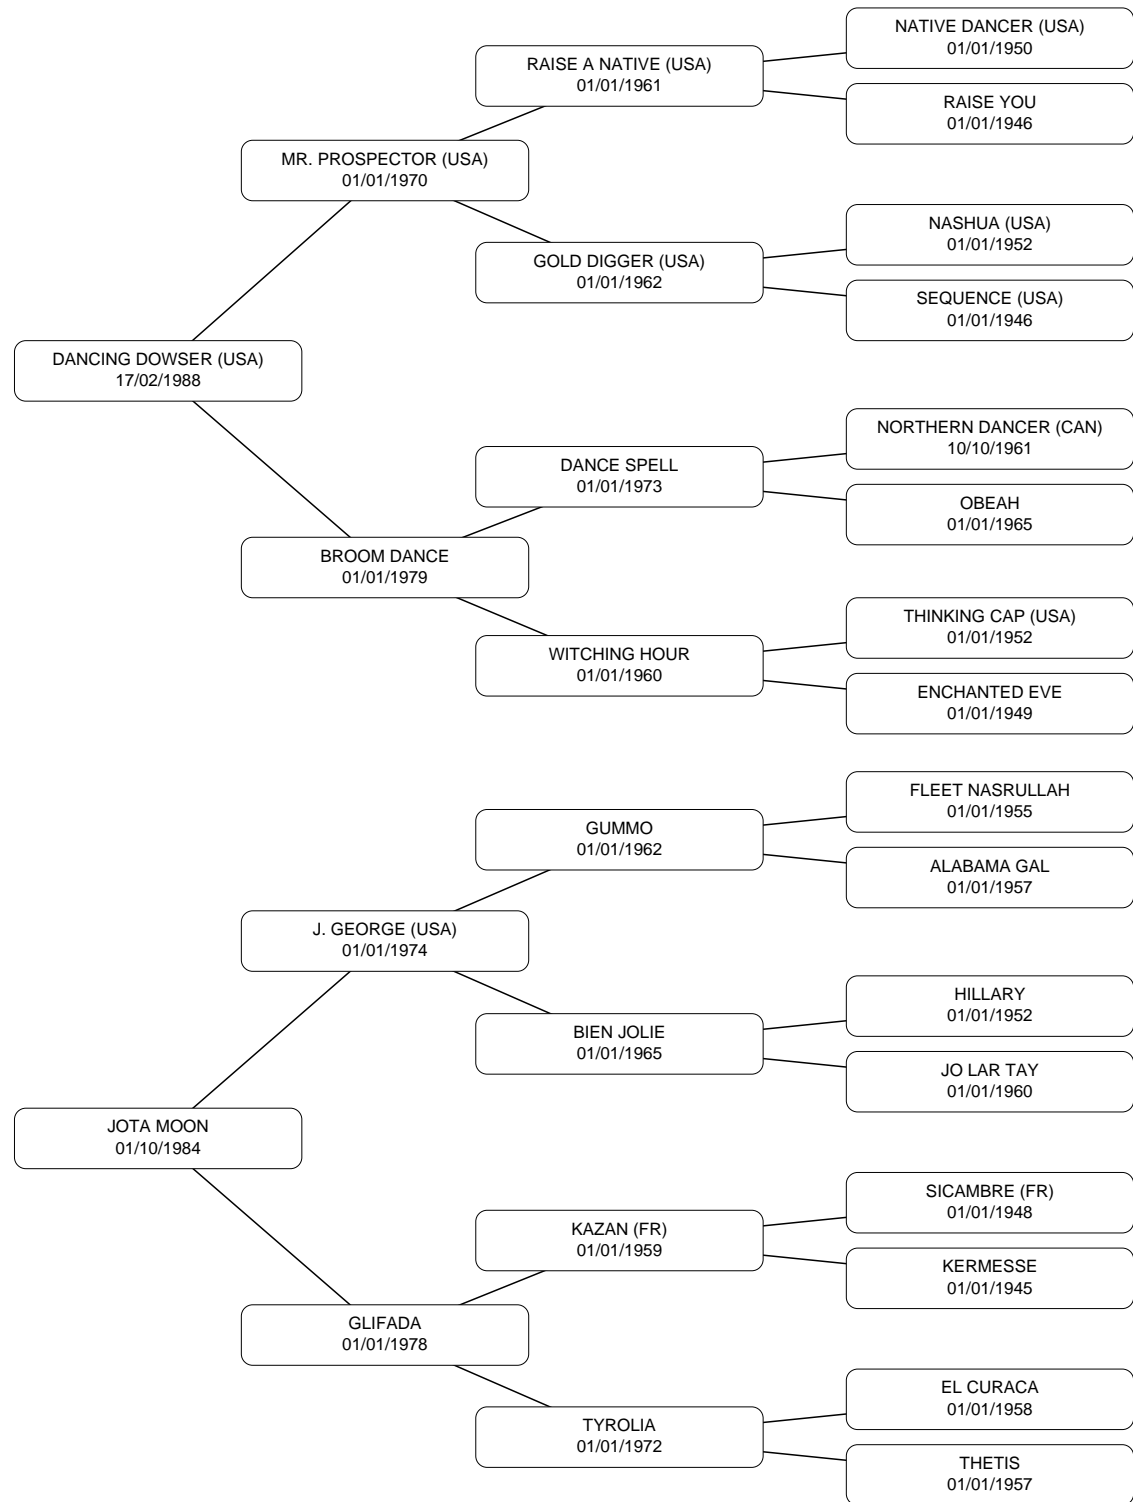 NATIVE DANCER (USA)
01/01/1950
RAISE A NATIVE (USA)
01/01/1961
RAISE YOU
01/01/1946
MR. PROSPECTOR (USA)
01/01/1970
NASHUA (USA)
01/01/1952
GOLD DIGGER (USA)
01/01/1962
SEQUENCE (USA)
01/01/1946
DANCING DOWSER (USA)
17/02/1988
NORTHERN DANCER (CAN)
10/10/1961
DANCE SPELL
01/01/1973
OBEAH
01/01/1965
BROOM DANCE
01/01/1979
THINKING CAP (USA)
01/01/1952
WITCHING HOUR
01/01/1960
ENCHANTED EVE
01/01/1949
FLEET NASRULLAH
01/01/1955
GUMMO
01/01/1962
ALABAMA GAL
01/01/1957
J. GEORGE (USA)
01/01/1974
HILLARY
01/01/1952
BIEN JOLIE
01/01/1965
JO LAR TAY
01/01/1960
JOTA MOON
01/10/1984
SICAMBRE (FR)
01/01/1948
KAZAN (FR)
01/01/1959
KERMESSE
01/01/1945
GLIFADA
01/01/1978
EL CURACA
01/01/1958
TYROLIA
01/01/1972
THETIS
01/01/1957